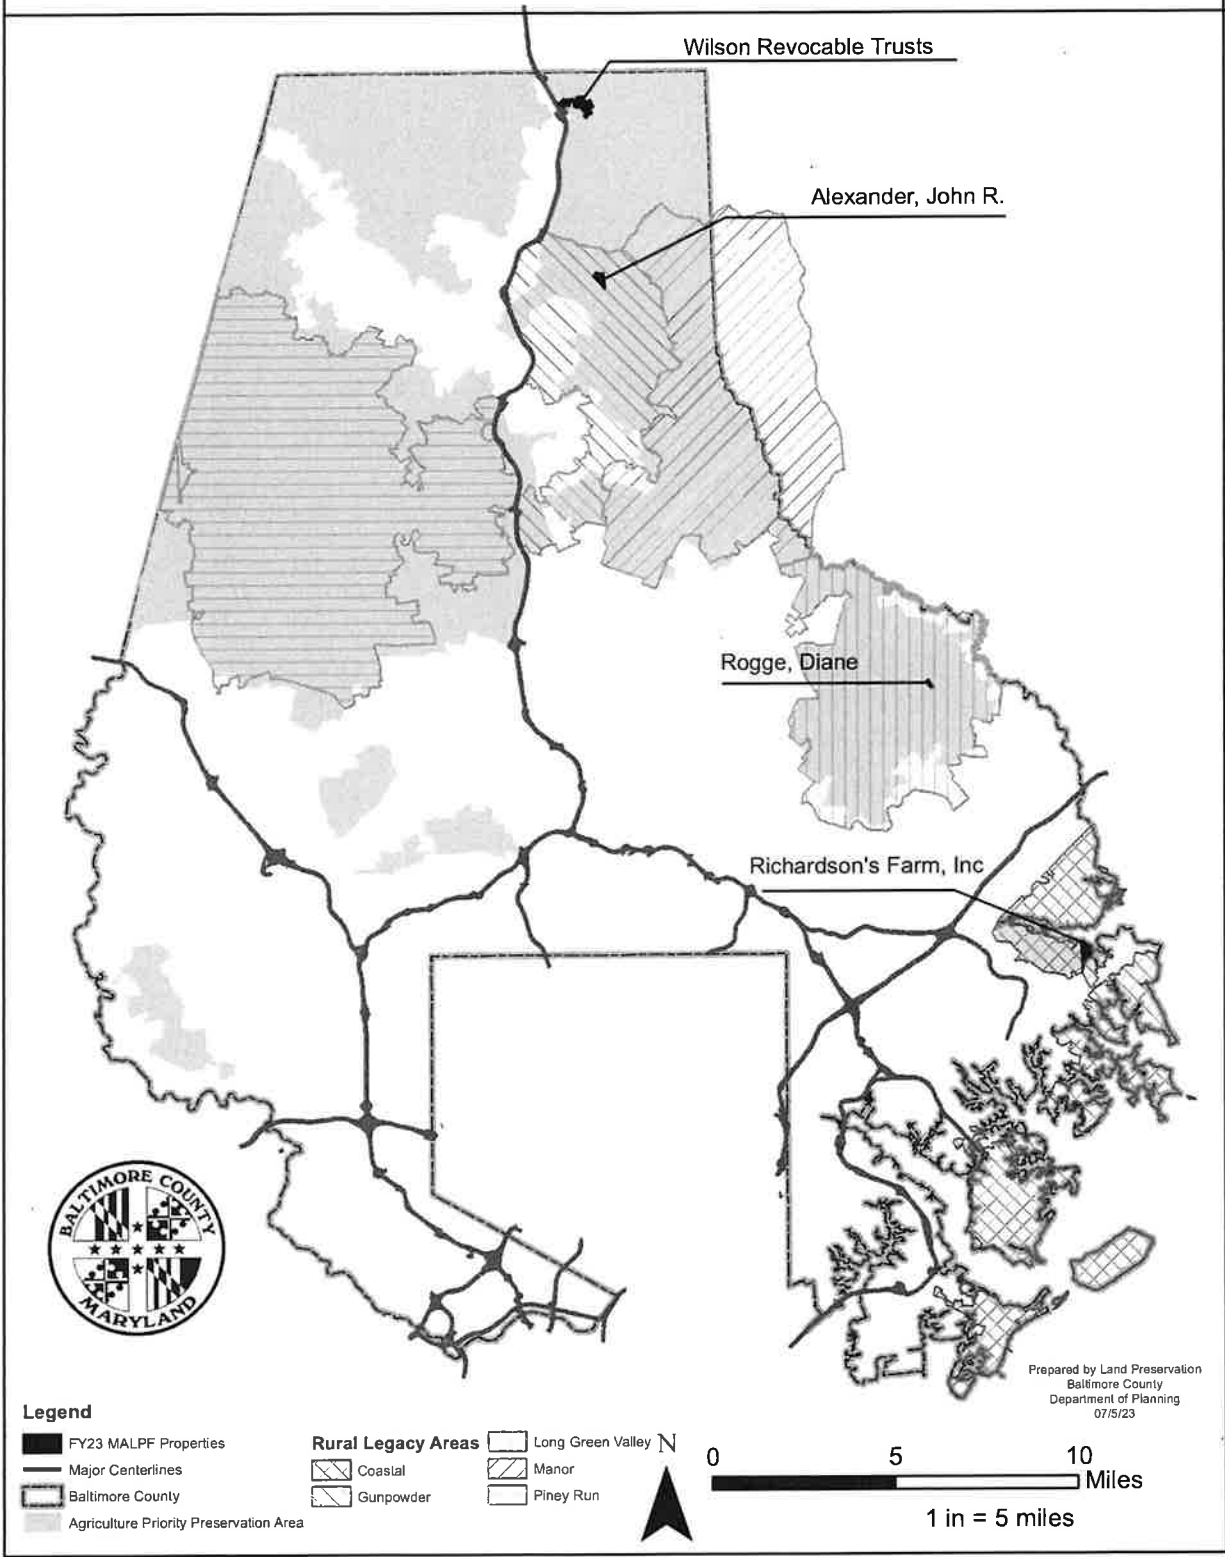 Wilson Revocable Trusts
Alexander, John R.
Rogge, Diane
Richardson's Farm, Inc
BALTIMORE COUNTY
MARYLAND
Prepared by Land Preservation
Baltimore County
Department of Planning
07/5/23
Legend
FY23 MALPF Properties
Major Centerlines
Baltimore County
Agriculture Priority Preservation Area
Rural Legacy Areas
Coastal
Gunpowder
Long Green Valley
Manor
Piney Run
N
0 5 10
Miles
1 in = 5 miles